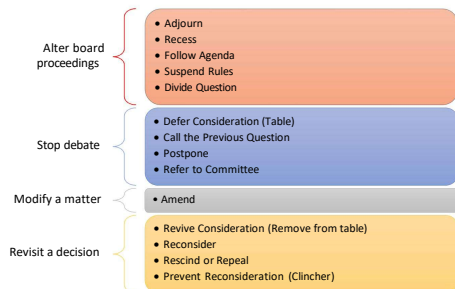 Alter board
proceedings
• Adjourn
• Recess
• Follow Agenda
• Suspend Rules
• Divide Question
Stop debate
• Defer Consideration (Table)
• Call the Previous Question
• Postpone
• Refer to Committee
Modify a matter
• Amend
Revisit a decision
• Revive Consideration (Remove from table)
• Reconsider
• Rescind or Repeal
• Prevent Reconsideration (Clincher)